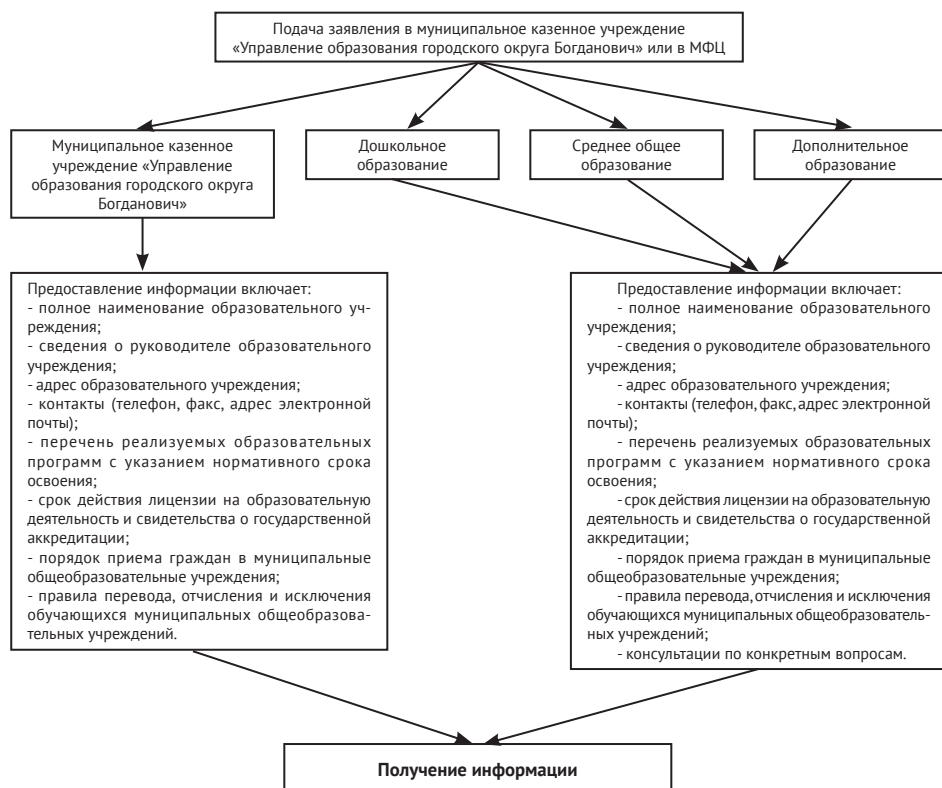 Подача заявления в муниципальное казенное учреждение
«Управление образования городского округа Богданович» или в МФЦ
Муниципальное казенное
учреждение «Управление
образования городского округа
Богданович»
Дошкольное
образование
Среднее общее
образование
Дополнительное
образование
Предоставление информации включает:
- полное наименование образовательного уч-
реждения;
- сведения о руководителе образовательного
учреждения;
- адрес образовательного учреждения;
- контакты (телефон, факс, адрес электронной
почты);
- перечень реализуемых образовательных
программ с указанием нормативного срока
освоения;
- срок действия лицензии на образовательную
деятельность и свидетельства о государственной
аккредитации;
- порядок приема граждан в муниципальные
общеобразовательные учреждения;
- правила перевода, отчисления и исключения
обучающихся муниципальных общеобразова-
тельных учреждений.
Предоставление информации включает:
- полное наименование образовательного
учреждения;
- сведения о руководителе образовательного
учреждения;
- адрес образовательного учреждения;
- контакты (телефон, факс, адрес электронной
почты);
- перечень реализуемых образовательных
программ с указанием нормативного срока
освоения;
- срок действия лицензии на образовательную
деятельность и свидетельства о государственной
аккредитации;
- порядок приема граждан в муниципальные
общеобразовательные учреждения;
- правила перевода, отчисления и исключения
обучающихся муниципальных общеобразователь-
ных учреждений;
- консультации по конкретным вопросам.
Получение информации